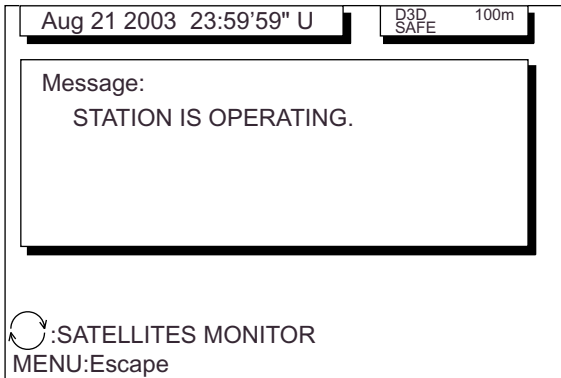 Aug 21 2003 23:59'59" U
D3D 100m
SAFE
Message:
STATION IS OPERATING.
:SATELLITES MONITOR
MENU:Escape